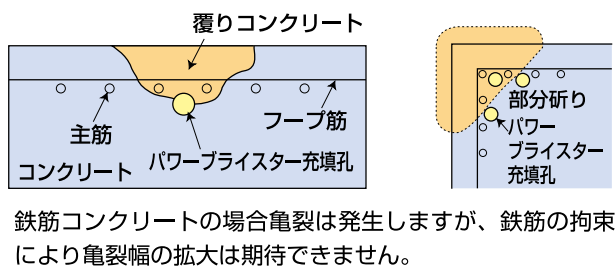 覆りコンクリート
主筋
フープ筋
コンクリート
パワーブライスター充填孔
部分斫り
パワー
ブライスター
充填孔
鉄筋コンクリートの場合亀裂は発生しますが、鉄筋の拘束
により亀裂幅の拡大は期待できません。